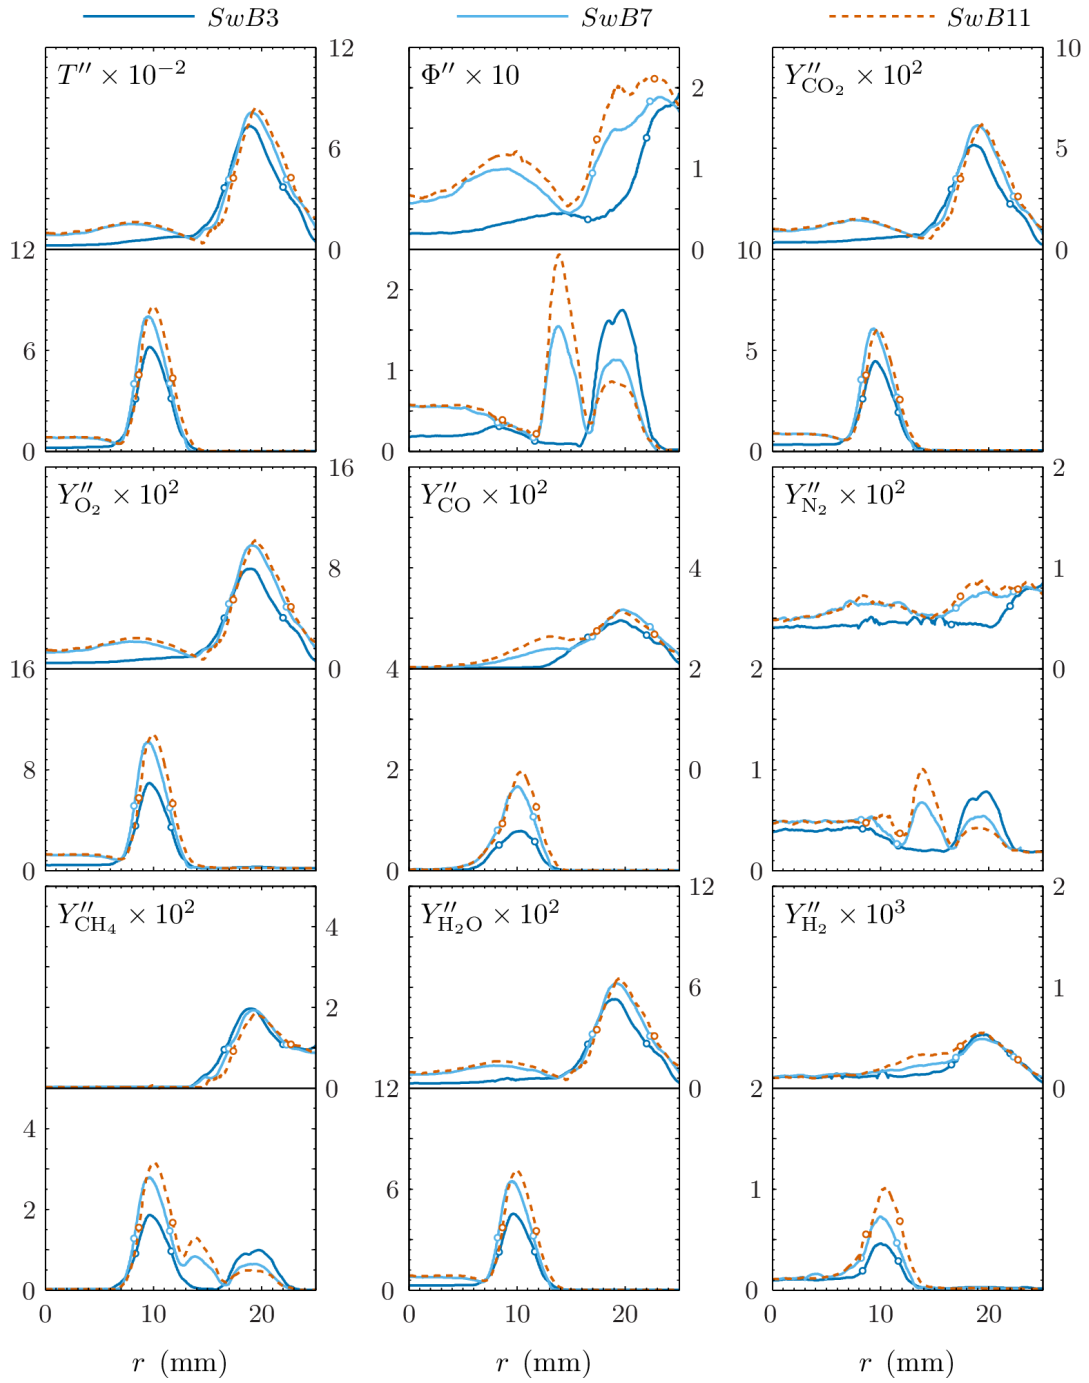 SwB3 SwB7 SwB11
T″ × 10⁻² 12 Φ″ × 10 Y″CO₂ × 10² 10
2
6 1 5
12 0 0 10 0
2
6 1 5
0 0 0
Y″O₂ × 10² 16 Y″CO × 10² Y″N₂ × 10² 2
8 4 1
16 0 4 2 2 0
8 2 0 1
0 0 0
Y″CH₄ × 10² Y″H₂O × 10² 12 Y″H₂ × 10³ 2
4
2 6 1
0 12 0 2 0
4
2 6 1
0 0 0
0 10 20 0 10 20 0 10 20
r (mm) r (mm) r (mm)